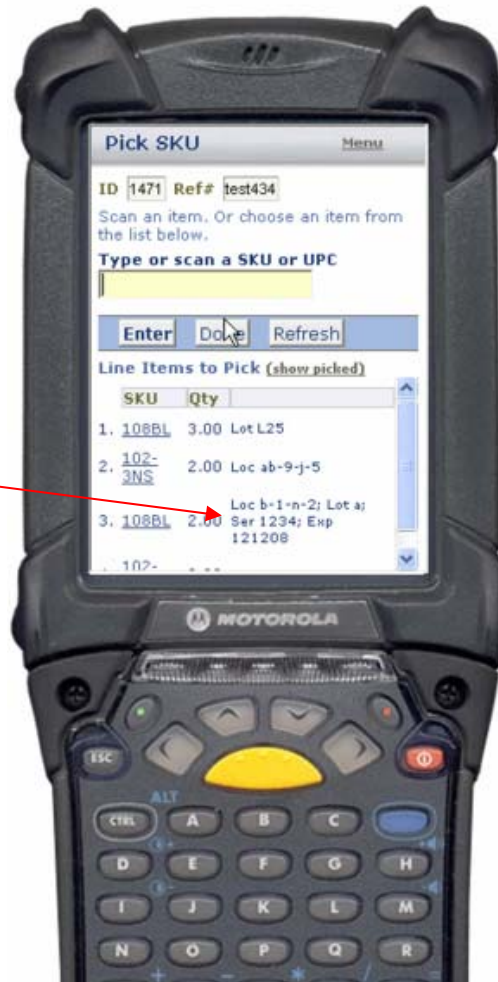 Pick SKU Menu
ID 1471 Ref# test434
Scan an item. Or choose an item from
the list below.
Type or scan a SKU or UPC
Enter Done Refresh
Line Items to Pick (show picked)
SKU Qty
1. 108BL 3.00 Lot L25
2. 102-3NS 2.00 Loc ab-9-j-5
3. 108BL 2.00 Loc b-1-n-2; Lot a;
Ser 1234; Exp
121208
102-
MOTOROLA
ESC
ALT
CTRL A B C
D E F G H
I J K L M
N O P Q R
+ - * / =